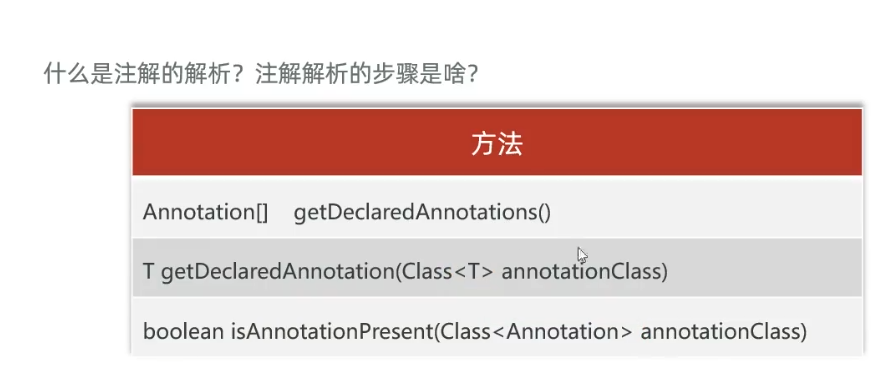 什么是注解的解析？注解解析的步骤是啥？
方法
Annotation[] getDeclaredAnnotations()
T getDeclaredAnnotation(Class<T> annotationClass)
boolean isAnnotationPresent(Class<Annotation> annotationClass)